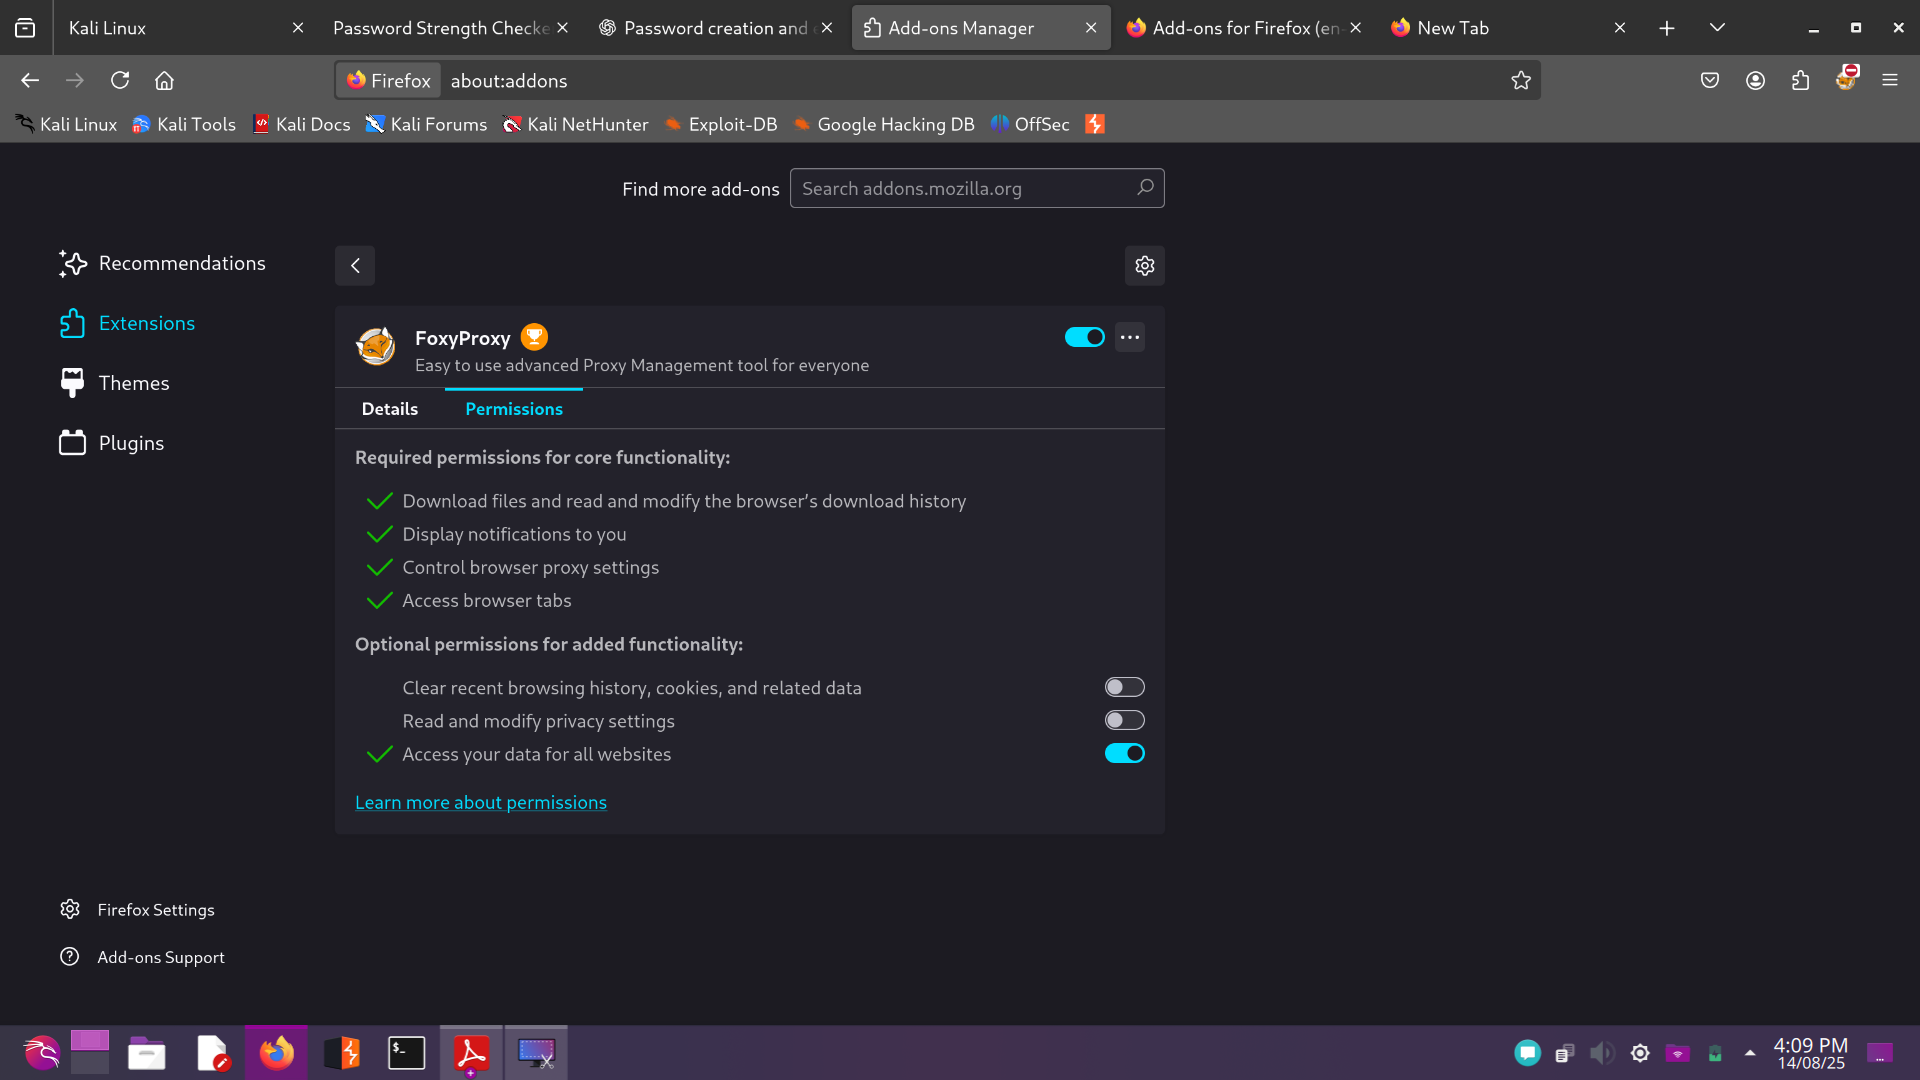 Kali Linux
Password Strength Checke
Password creation and e
Add-ons Manager
Add-ons for Firefox (en-
New Tab
Firefox
about:addons
Kali Linux
Kali Tools
Kali Docs
Kali Forums
Kali NetHunter
Exploit-DB
Google Hacking DB
OffSec
Find more add-ons
Search addons.mozilla.org
Recommendations
Extensions
Themes
Plugins
FoxyProxy
Easy to use advanced Proxy Management tool for everyone
Details
Permissions
Required permissions for core functionality:
Download files and read and modify the browser’s download history
Display notifications to you
Control browser proxy settings
Access browser tabs
Optional permissions for added functionality:
Clear recent browsing history, cookies, and related data
Read and modify privacy settings
Access your data for all websites
Learn more about permissions
Firefox Settings
Add-ons Support
$-
4:09 PM
14/08/25